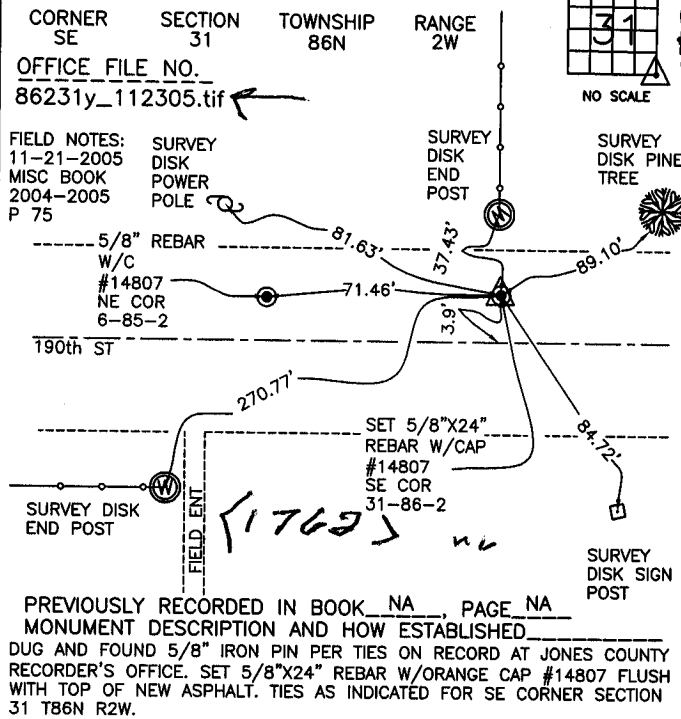 CORNER SECTION TOWNSHIP RANGE
SE 31 86N 2W
31
OFFICE FILE NO.
86231y_112305.tif
NO SCALE
FIELD NOTES:
11-21-2005
MISC BOOK
2004-2005
P 75
SURVEY
DISK
POWER
POLE
SURVEY
DISK
END
POST
SURVEY
DISK PINE
TREE
W
81.63'
37.43'
89.10'
5/8" REBAR
W/C
#14807
NE COR
6-85-2
71.46'
3.9'
190th ST
270.77'
84.72'
SET 5/8"X24"
REBAR W/CAP
#14807
SE COR
31-86-2
W
SURVEY DISK
END POST
FIELD ENT
<1762>
SURVEY
DISK SIGN
POST
PREVIOUSLY RECORDED IN BOOK NA, PAGE NA
MONUMENT DESCRIPTION AND HOW ESTABLISHED
DUG AND FOUND 5/8" IRON PIN PER TIES ON RECORD AT JONES COUNTY
RECORDER'S OFFICE. SET 5/8"X24" REBAR W/ORANGE CAP #14807 FLUSH
WITH TOP OF NEW ASPHALT. TIES AS INDICATED FOR SE CORNER SECTION
31 T86N R2W.